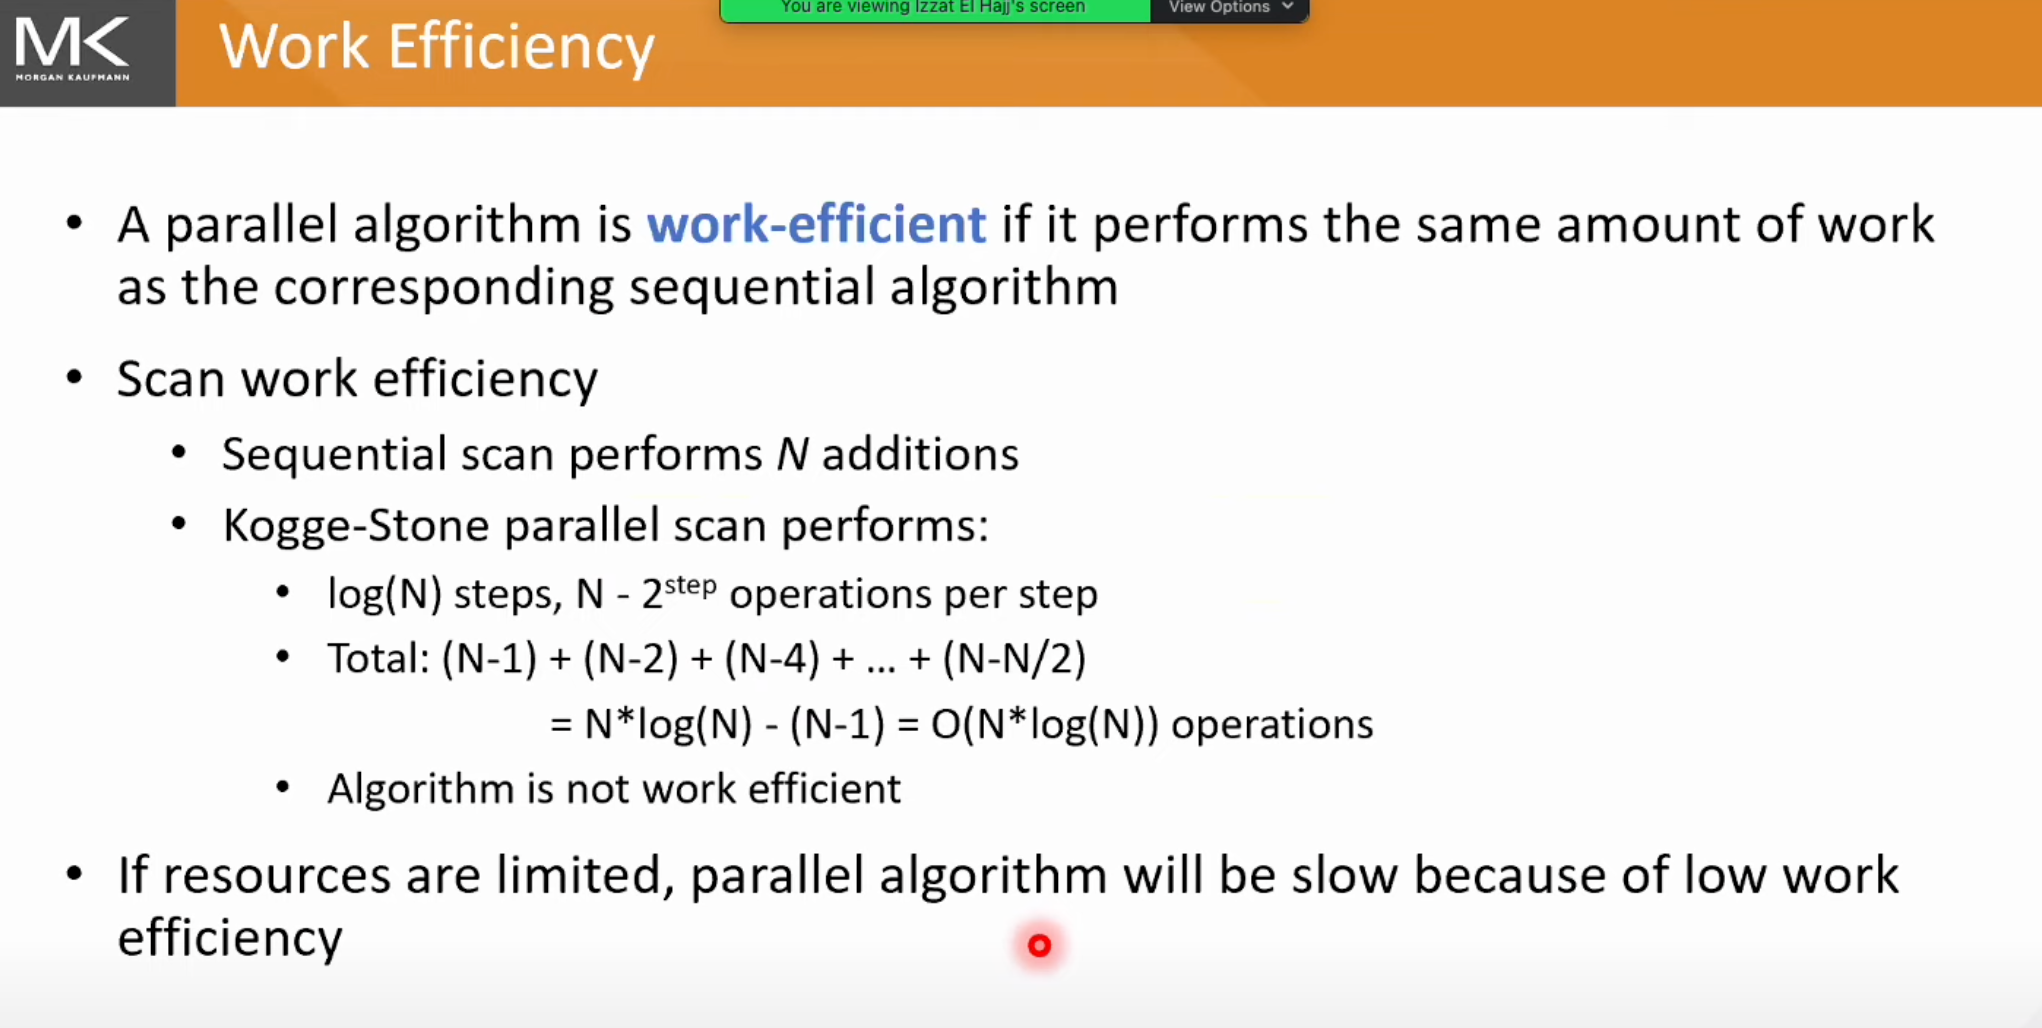 You are viewing Izzat El Hajj's screen View Options
MK
MORGAN KAUFMANN
Work Efficiency
• A parallel algorithm is work-efficient if it performs the same amount of work
as the corresponding sequential algorithm
• Scan work efficiency
• Sequential scan performs N additions
• Kogge-Stone parallel scan performs:
• log(N) steps, N - 2^step operations per step
• Total: (N-1) + (N-2) + (N-4) + ... + (N-N/2)
= N*log(N) - (N-1) = O(N*log(N)) operations
• Algorithm is not work efficient
• If resources are limited, parallel algorithm will be slow because of low work
efficiency